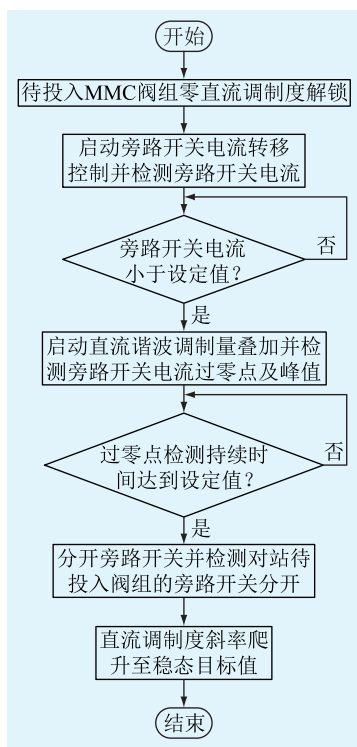 开始
待投入MMC阀组零直流调制度解锁
启动旁路开关电流转移
控制并检测旁路开关电流
旁路开关电流
小于设定值？
否
是
启动直流谐波调制量叠加并检
测旁路开关电流过零点及峰值
过零点检测持续时
间达到设定值？
否
是
分开旁路开关并检测对站待
投入阀组的旁路开关分开
直流调制度斜率爬
升至稳态目标值
结束